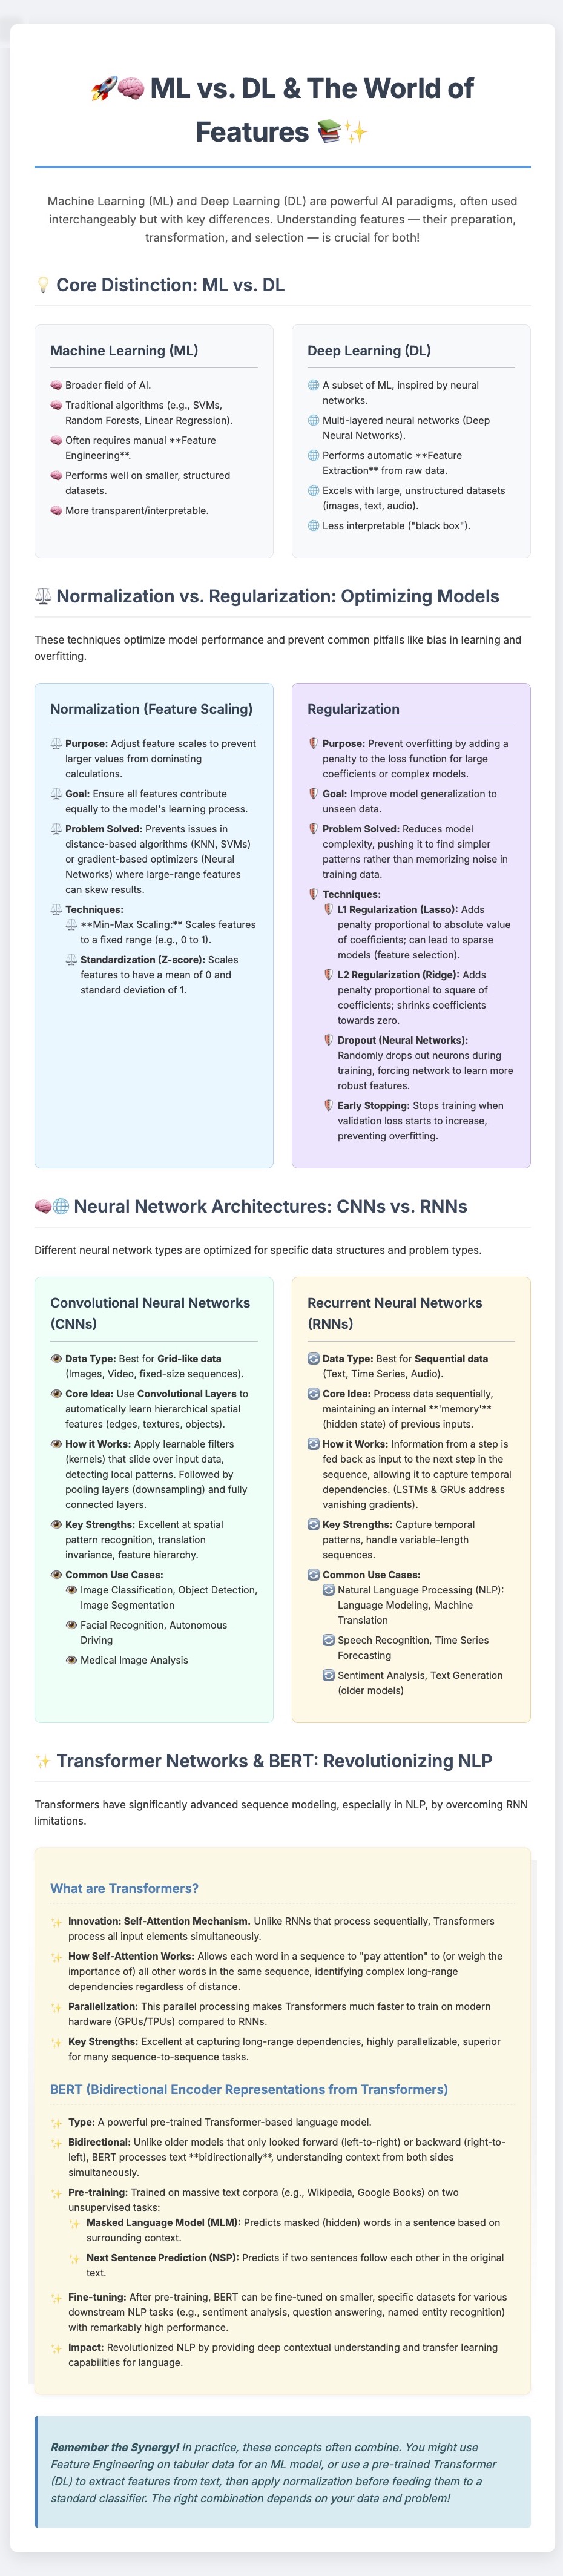 🚀🧠 ML vs. DL & The World of
Features 📚✨
Machine Learning (ML) and Deep Learning (DL) are powerful AI paradigms, often used
interchangeably but with key differences. Understanding features — their preparation,
transformation, and selection — is crucial for both!
💡 Core Distinction: ML vs. DL
Machine Learning (ML)
🧠 Broader field of AI.
🧠 Traditional algorithms (e.g., SVMs,
Random Forests, Linear Regression).
🧠 Often requires manual **Feature
Engineering**.
🧠 Performs well on smaller, structured
datasets.
🧠 More transparent/interpretable.
Deep Learning (DL)
🌐 A subset of ML, inspired by neural
networks.
🌐 Multi-layered neural networks (Deep
Neural Networks).
🌐 Performs automatic **Feature
Extraction** from raw data.
🌐 Excels with large, unstructured datasets
(images, text, audio).
🌐 Less interpretable ("black box").
⚖️ Normalization vs. Regularization: Optimizing Models
These techniques optimize model performance and prevent common pitfalls like bias in learning and
overfitting.
Normalization (Feature Scaling)
⚖️ Purpose: Adjust feature scales to prevent
larger values from dominating
calculations.
⚖️ Goal: Ensure all features contribute
equally to the model's learning process.
⚖️ Problem Solved: Prevents issues in
distance-based algorithms (KNN, SVMs)
or gradient-based optimizers (Neural
Networks) where large-range features
can skew results.
⚖️ Techniques:
⚖️ **Min-Max Scaling:** Scales features
to a fixed range (e.g., 0 to 1).
⚖️ Standardization (Z-score): Scales
features to have a mean of 0 and
standard deviation of 1.
Regularization
🛡️ Purpose: Prevent overfitting by adding a
penalty to the loss function for large
coefficients or complex models.
🛡️ Goal: Improve model generalization to
unseen data.
🛡️ Problem Solved: Reduces model
complexity, pushing it to find simpler
patterns rather than memorizing noise in
training data.
🛡️ Techniques:
🛡️ L1 Regularization (Lasso): Adds
penalty proportional to absolute value
of coefficients; can lead to sparse
models (feature selection).
🛡️ L2 Regularization (Ridge): Adds
penalty proportional to square of
coefficients; shrinks coefficients
towards zero.
🛡️ Dropout (Neural Networks):
Randomly drops out neurons during
training, forcing network to learn more
robust features.
🛡️ Early Stopping: Stops training when
validation loss starts to increase,
preventing overfitting.
🧠🌐 Neural Network Architectures: CNNs vs. RNNs
Different neural network types are optimized for specific data structures and problem types.
Convolutional Neural Networks
(CNNs)
👁️ Data Type: Best for Grid-like data
(Images, Video, fixed-size sequences).
👁️ Core Idea: Use Convolutional Layers to
automatically learn hierarchical spatial
features (edges, textures, objects).
👁️ How it Works: Apply learnable filters
(kernels) that slide over input data,
detecting local patterns. Followed by
pooling layers (downsampling) and fully
connected layers.
👁️ Key Strengths: Excellent at spatial
pattern recognition, translation
invariance, feature hierarchy.
👁️ Common Use Cases:
👁️ Image Classification, Object Detection,
Image Segmentation
👁️ Facial Recognition, Autonomous
Driving
👁️ Medical Image Analysis
Recurrent Neural Networks
(RNNs)
🔄 Data Type: Best for Sequential data
(Text, Time Series, Audio).
🔄 Core Idea: Process data sequentially,
maintaining an internal **'memory'**
(hidden state) of previous inputs.
🔄 How it Works: Information from a step is
fed back as input to the next step in the
sequence, allowing it to capture temporal
dependencies. (LSTMs & GRUs address
vanishing gradients).
🔄 Key Strengths: Capture temporal
patterns, handle variable-length
sequences.
🔄 Common Use Cases:
🔄 Natural Language Processing (NLP):
Language Modeling, Machine
Translation
🔄 Speech Recognition, Time Series
Forecasting
🔄 Sentiment Analysis, Text Generation
(older models)
✨ Transformer Networks & BERT: Revolutionizing NLP
Transformers have significantly advanced sequence modeling, especially in NLP, by overcoming RNN
limitations.
What are Transformers?
✨ Innovation: Self-Attention Mechanism. Unlike RNNs that process sequentially, Transformers
process all input elements simultaneously.
✨ How Self-Attention Works: Allows each word in a sequence to "pay attention" to (or weigh the
importance of) all other words in the same sequence, identifying complex long-range
dependencies regardless of distance.
✨ Parallelization: This parallel processing makes Transformers much faster to train on modern
hardware (GPUs/TPUs) compared to RNNs.
✨ Key Strengths: Excellent at capturing long-range dependencies, highly parallelizable, superior
for many sequence-to-sequence tasks.
BERT (Bidirectional Encoder Representations from Transformers)
✨ Type: A powerful pre-trained Transformer-based language model.
✨ Bidirectional: Unlike older models that only looked forward (left-to-right) or backward (right-to-
left), BERT processes text **bidirectionally**, understanding context from both sides
simultaneously.
✨ Pre-training: Trained on massive text corpora (e.g., Wikipedia, Google Books) on two
unsupervised tasks:
✨ Masked Language Model (MLM): Predicts masked (hidden) words in a sentence based on
surrounding context.
✨ Next Sentence Prediction (NSP): Predicts if two sentences follow each other in the original
text.
✨ Fine-tuning: After pre-training, BERT can be fine-tuned on smaller, specific datasets for various
downstream NLP tasks (e.g., sentiment analysis, question answering, named entity recognition)
with remarkably high performance.
✨ Impact: Revolutionized NLP by providing deep contextual understanding and transfer learning
capabilities for language.
Remember the Synergy! In practice, these concepts often combine. You might use
Feature Engineering on tabular data for an ML model, or use a pre-trained Transformer
(DL) to extract features from text, then apply normalization before feeding them to a
standard classifier. The right combination depends on your data and problem!